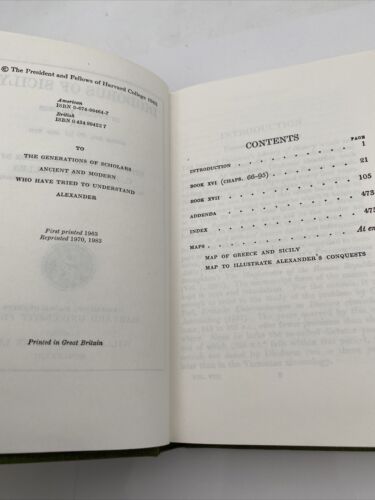 © The President and Fellows of Harvard College 1963
American
ISBN 0-674-99464-7
British
ISBN 0 434 99422 7
TO
THE GENERATIONS OF SCHOLARS
ANCIENT AND MODERN
WHO HAVE TRIED TO UNDERSTAND
ALEXANDER
First printed 1963
Reprinted 1970, 1983
Printed in Great Britain
CONTENTS
PAGE
INTRODUCTION . . . . . . . . . 1
BOOK XVI (CHAPS. 66-95) . . . . . . 21
BOOK XVII . . . . . . . . . . 105
ADDENDA . . . . . . . . . . 473
INDEX . . . . . . . . . . . 475
MAPS . . . . . . . . . . At en
MAP OF GREECE AND SICILY
MAP TO ILLUSTRATE ALEXANDER'S CONQUESTS